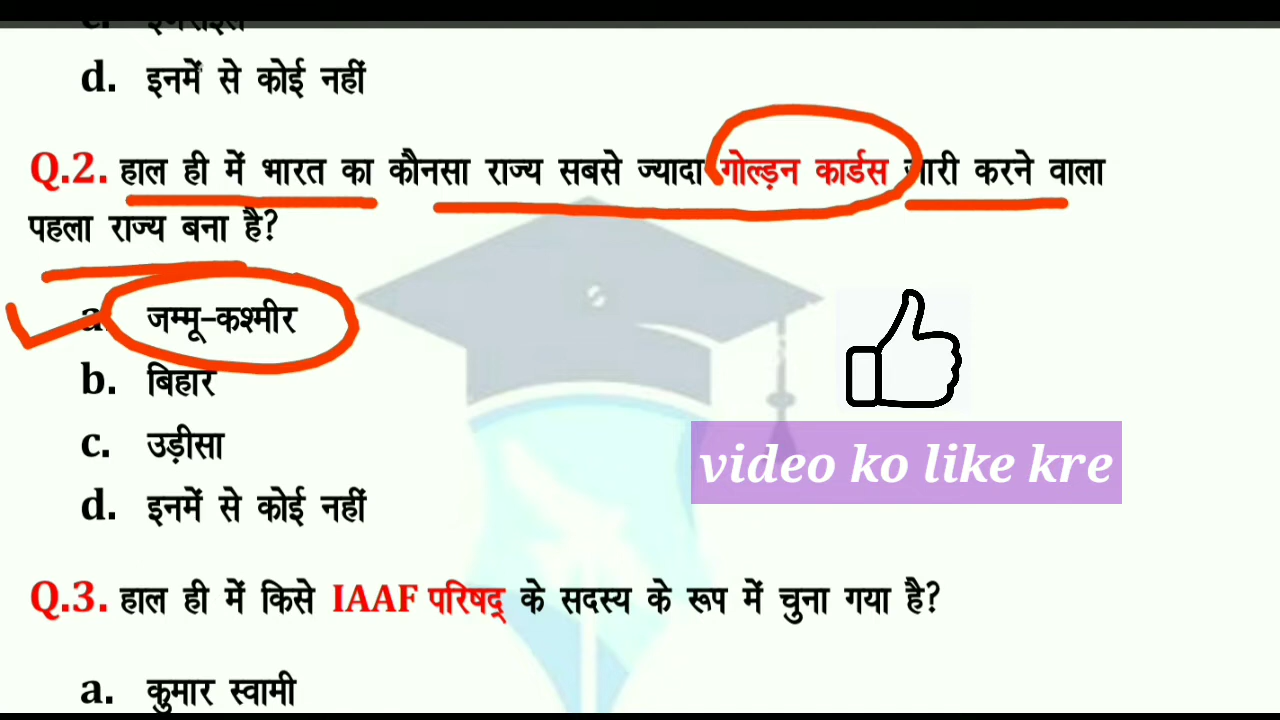 d. इनमें से कोई नहीं
Q.2. हाल ही में भारत का कौनसा राज्य सबसे ज्यादा गोल्ड़न कार्डस जारी करने वाला
पहला राज्य बना है?
a. जम्मू-कश्मीर
b. बिहार
c. उड़ीसा
d. इनमें से कोई नहीं
video ko like kre
Q.3. हाल ही में किसे IAAF परिषद् के सदस्य के रूप में चुना गया है?
a. कुमार स्वामी